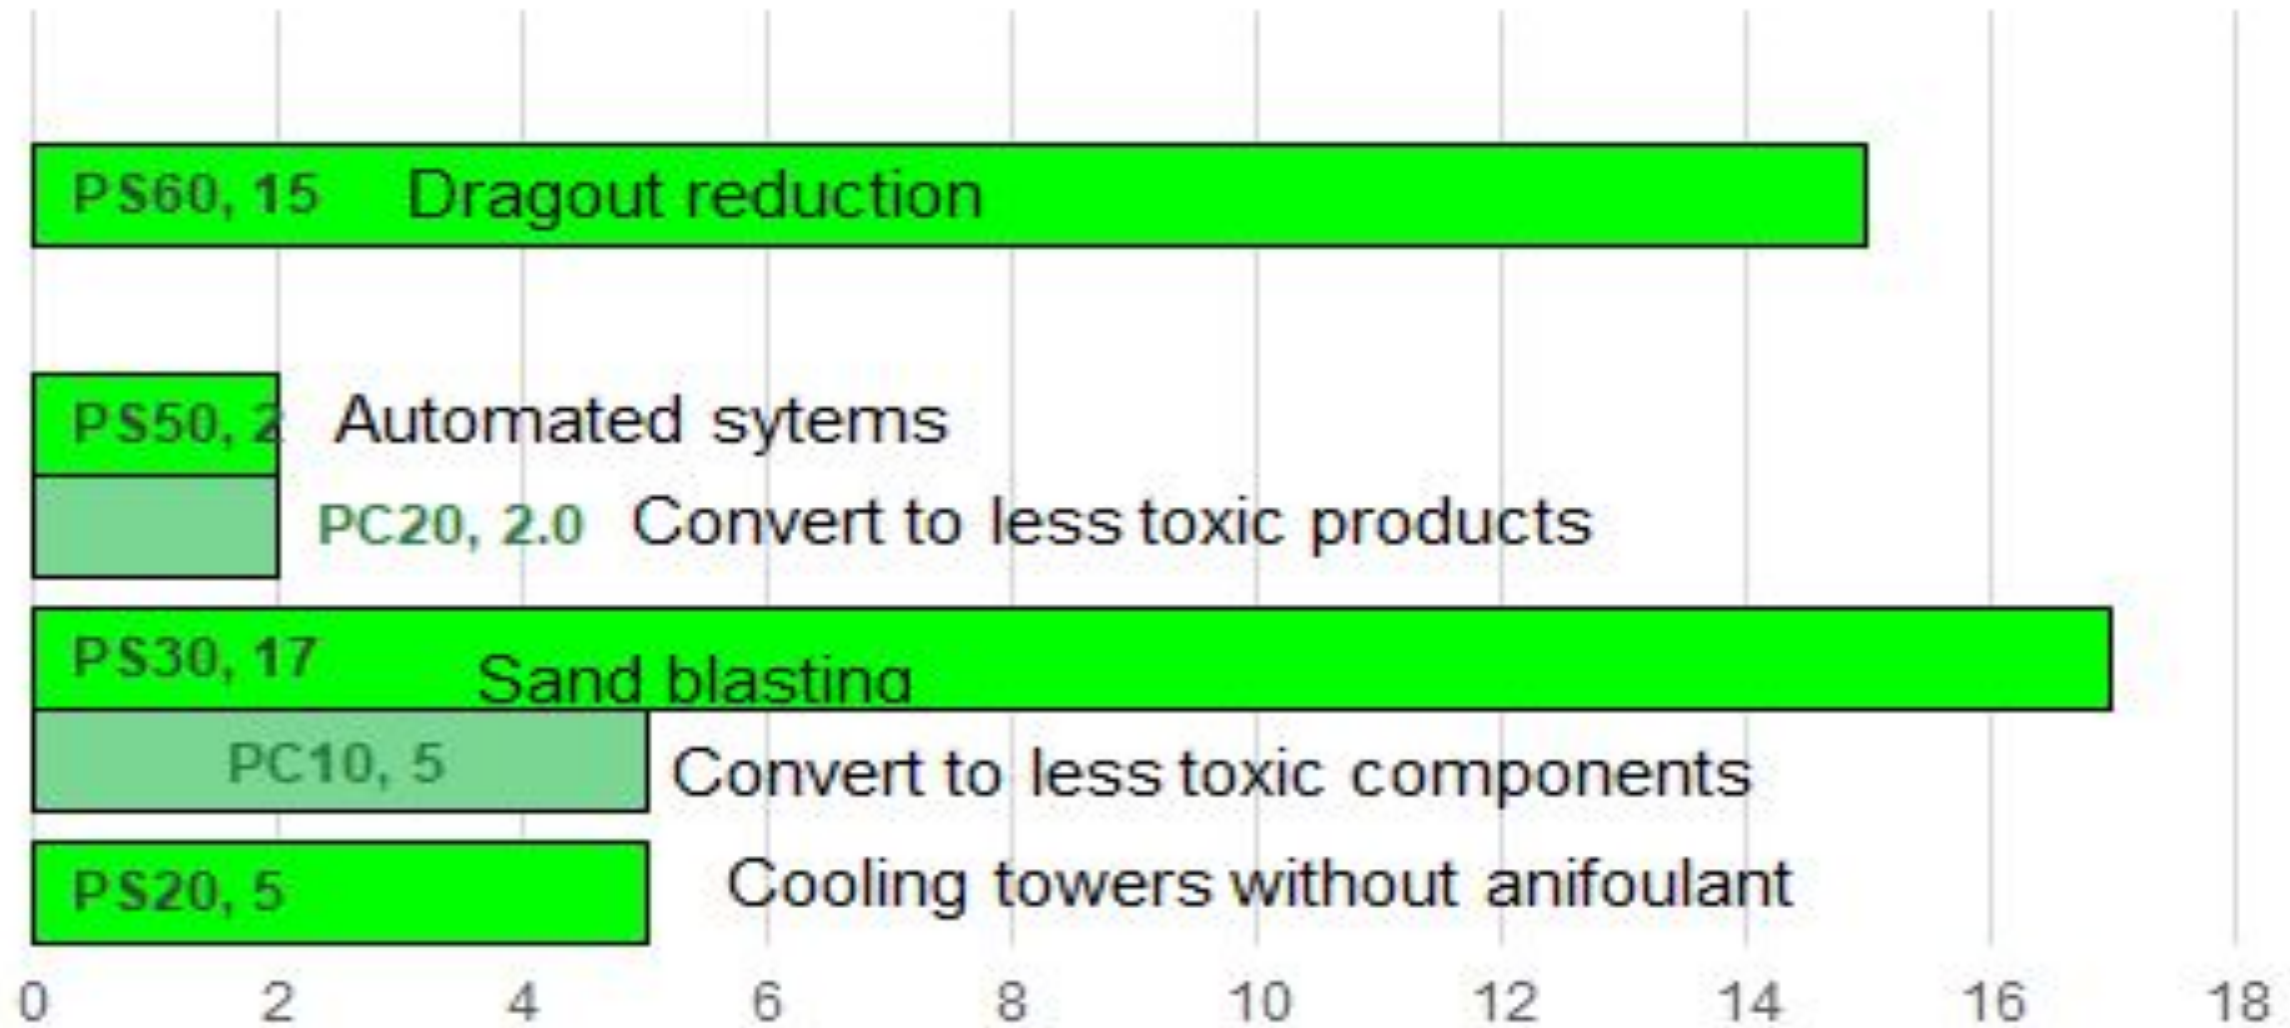 PS60, 15 Dragout reduction
PS50, 2 Automated sytems
PC20, 2.0 Convert to less toxic products
PS30, 17 Sand blasting
PC10, 5 Convert to less toxic components
PS20, 5 Cooling towers without anifoulant
0 2 4 6 8 10 12 14 16 18